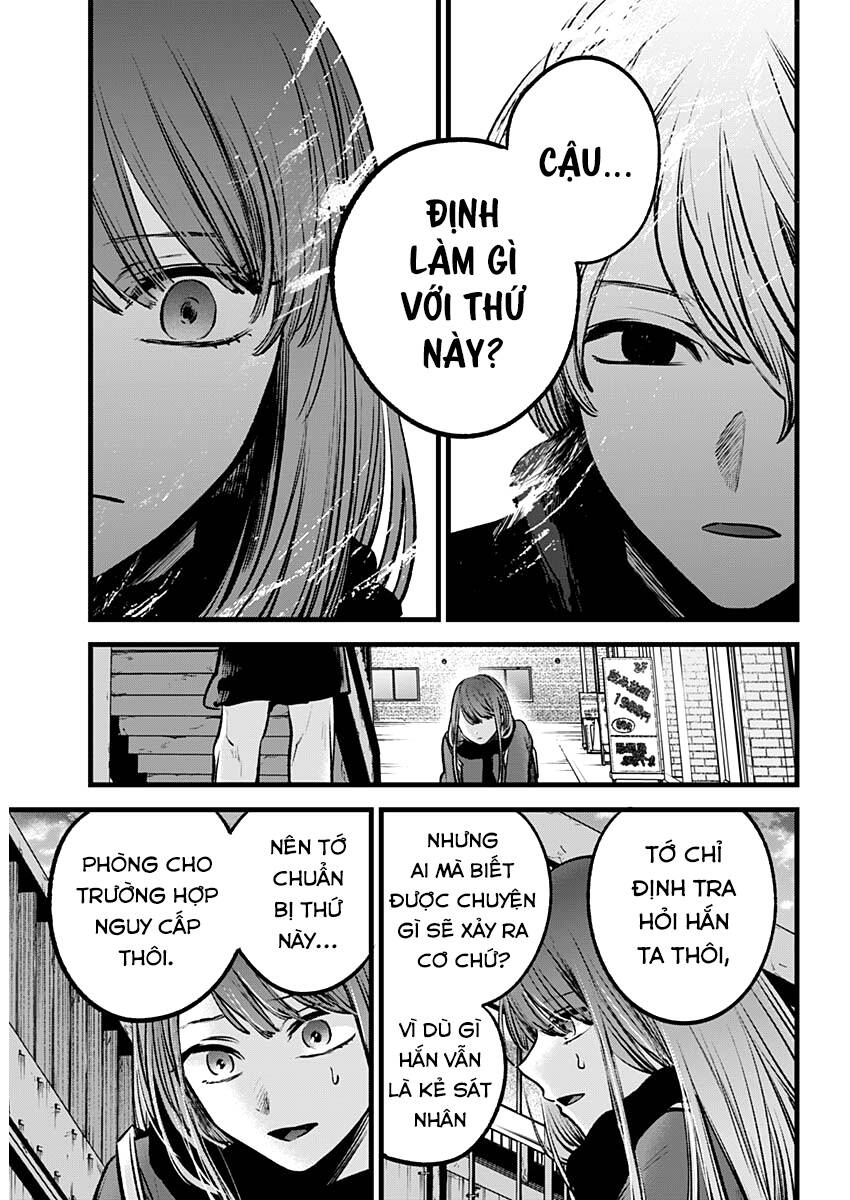 CẬU...
ĐỊNH
LÀM GÌ
VỚI THỨ
NÀY?
TỚ CHỈ
ĐỊNH TRA
HỎI HẮN
TA THÔI,
NHƯNG
AI MÀ BIẾT
ĐƯỢC CHUYỆN
GÌ SẼ XẢY RA
CƠ CHỨ?
VÌ DÙ GÌ
HẮN VẪN
LÀ KẺ SÁT
NHÂN
NÊN TỚ
CHUẨN
BỊ THỨ
NÀY...
PHÒNG CHO
TRƯỜNG HỢP
NGUY CẤP
THÔI.